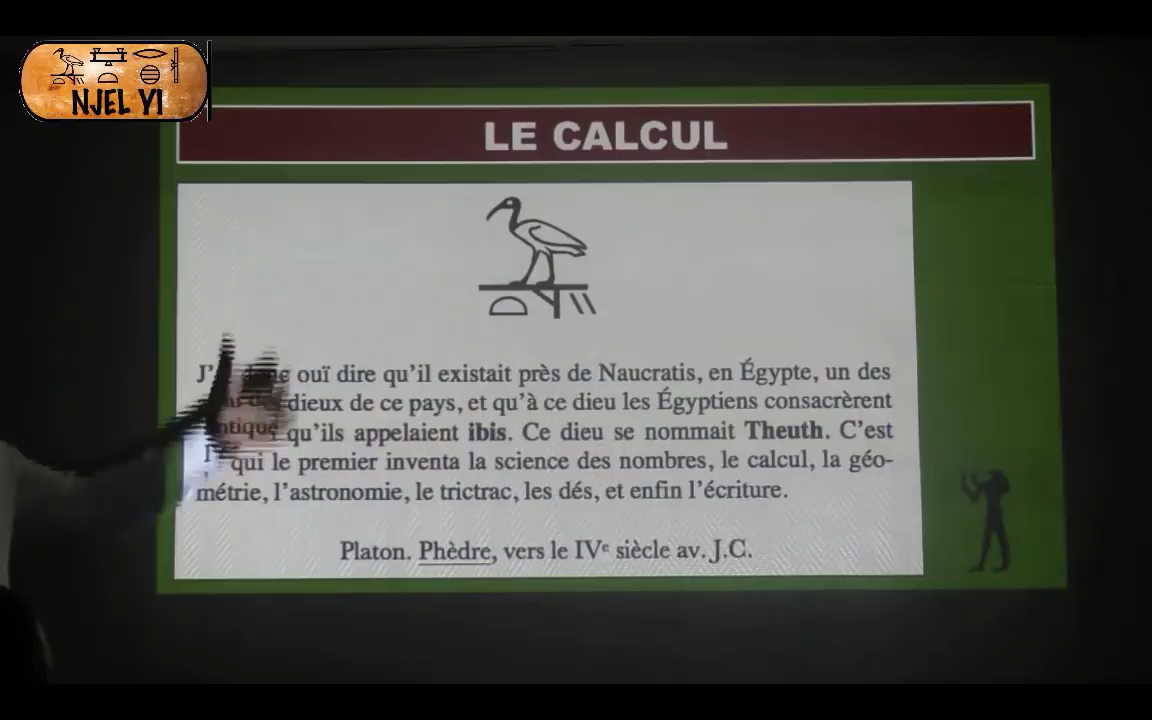 NJEL YI
LE CALCUL
J’ ouï dire qu’il existait près de Naucratis, en Égypte, un des
dieux de ce pays, et qu’à ce dieu les Égyptiens consacrèrent
qu’ils appelaient ibis. Ce dieu se nommait Theuth. C’est
qui le premier inventa la science des nombres, le calcul, la géo-
métrie, l’astronomie, le trictrac, les dés, et enfin l’écriture.
Platon. Phèdre, vers le IVᵉ siècle av. J.C.